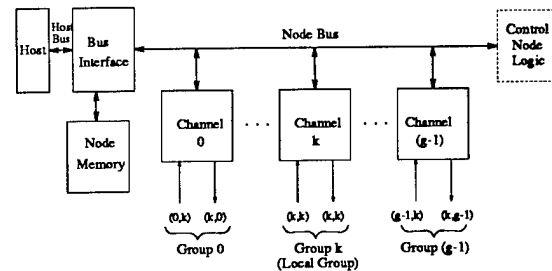 Host
Host
Bus
Bus
Interface
Node Bus
Control
Node
Logic
Node
Memory
Channel
0
. . .
Channel
k
. . .
Channel
(g-1)
(0,k) (k,0)
(k,k) (k,k)
(g-1,k) (k,g-1)
Group 0
Group k
(Local Group)
Group (g-1)